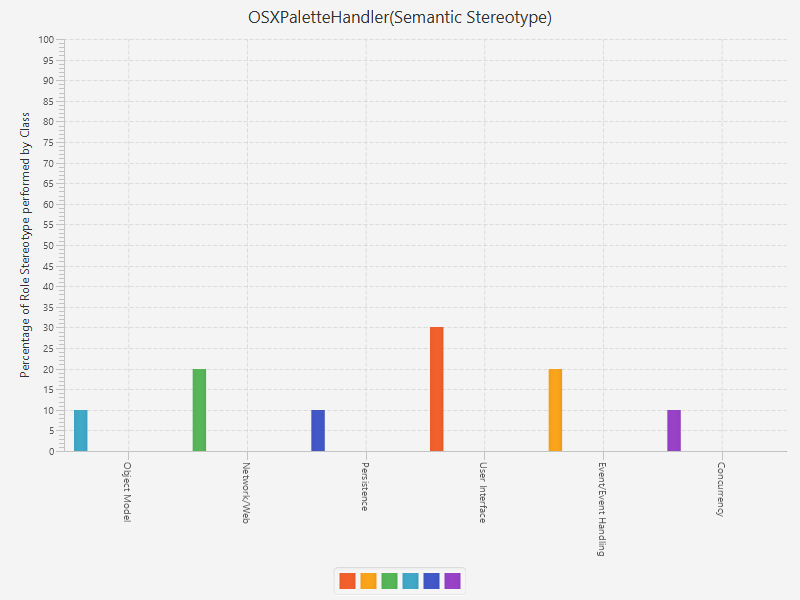 OSXPaletteHandler(Semantic Stereotype)
Percentage of Role Stereotype performed by Class
100
95
90
85
80
75
70
65
60
55
50
45
40
35
30
25
20
15
10
5
0
Object Model
Network/Web
Persistence
User Interface
Event/Event Handling
Concurrency